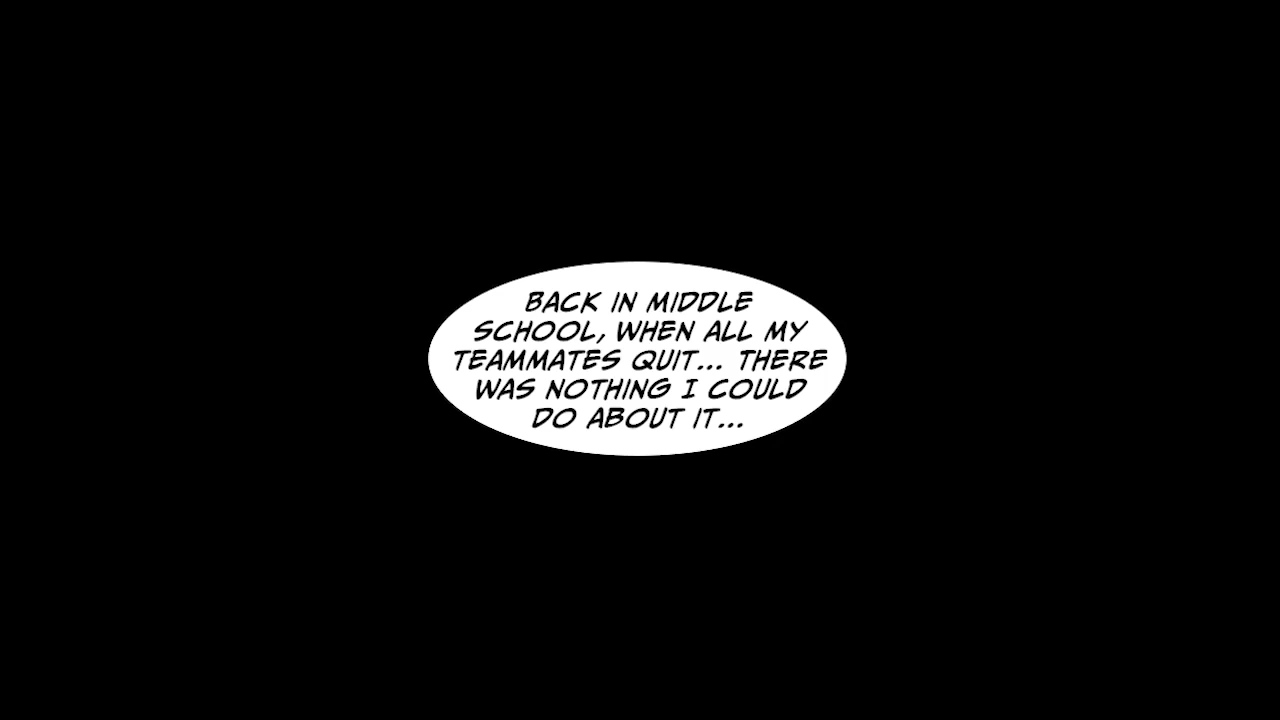 BACK IN MIDDLE
SCHOOL, WHEN ALL MY
TEAMMATES QUIT... THERE
WAS NOTHING I COULD
DO ABOUT IT...